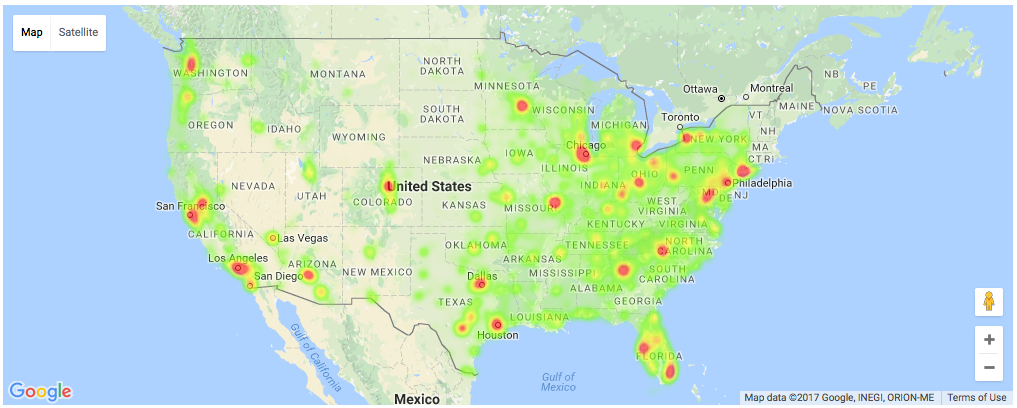 Map
Satellite
Ottawa
Montreal
Toronto
NB
PE
MAINE
NOVA SCOTIA
VT
NH
MA
CT RI
NEW YORK
WASHINGTON
MONTANA
NORTH
DAKOTA
MINNESOTA
WISCONSIN
MICHIGAN
OREGON
IDAHO
WYOMING
SOUTH
DAKOTA
IOWA
Chicago
ILLINOIS
NEBRASKA
INDIANA
OHIO
PENN
Philadelphia
MD
DE
NJ
NEVADA
UTAH
COLORADO
United States
KANSAS
MISSOURI
WEST
VIRGINIA
VIRGINIA
KENTUCKY
San Francisco
CALIFORNIA
Las Vegas
Los Angeles
San Diego
ARIZONA
NEW MEXICO
OKLAHOMA
ARKANSAS
TENNESSEE
NORTH
CAROLINA
SOUTH
CAROLINA
MISSISSIPPI
ALABAMA
GEORGIA
Dallas
TEXAS
LOUISIANA
Houston
FLORIDA
Gulf of
California
Gulf of
Mexico
Mexico
Google
Map data ©2017 Google, INEGI, ORION-ME
Terms of Use